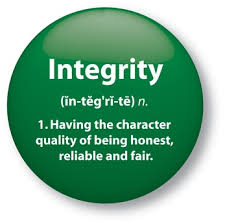 Integrity
(ĭn-tĕg'rĭ-tē) n.
1. Having the character
quality of being honest,
reliable and fair.